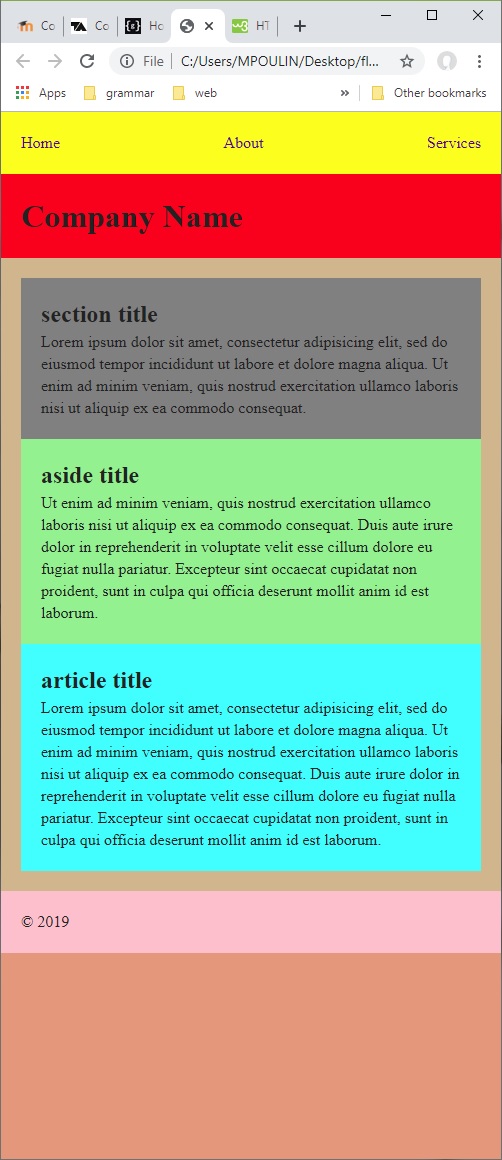 Co
Co
Hc
HT
File
C:/Users/MPOULIN/Desktop/fl...
Apps
grammar
web
»
Other bookmarks
Home
About
Services
Company Name
section title
Lorem ipsum dolor sit amet, consectetur adipisicing elit, sed do
eiusmod tempor incididunt ut labore et dolore magna aliqua. Ut
enim ad minim veniam, quis nostrud exercitation ullamco laboris
nisi ut aliquip ex ea commodo consequat.
aside title
Ut enim ad minim veniam, quis nostrud exercitation ullamco
laboris nisi ut aliquip ex ea commodo consequat. Duis aute irure
dolor in reprehenderit in voluptate velit esse cillum dolore eu
fugiat nulla pariatur. Excepteur sint occaecat cupidatat non
proident, sunt in culpa qui officia deserunt mollit anim id est
laborum.
article title
Lorem ipsum dolor sit amet, consectetur adipisicing elit, sed do
eiusmod tempor incididunt ut labore et dolore magna aliqua. Ut
enim ad minim veniam, quis nostrud exercitation ullamco laboris
nisi ut aliquip ex ea commodo consequat. Duis aute irure dolor in
reprehenderit in voluptate velit esse cillum dolore eu fugiat nulla
pariatur. Excepteur sint occaecat cupidatat non proident, sunt in
culpa qui officia deserunt mollit anim id est laborum.
© 2019